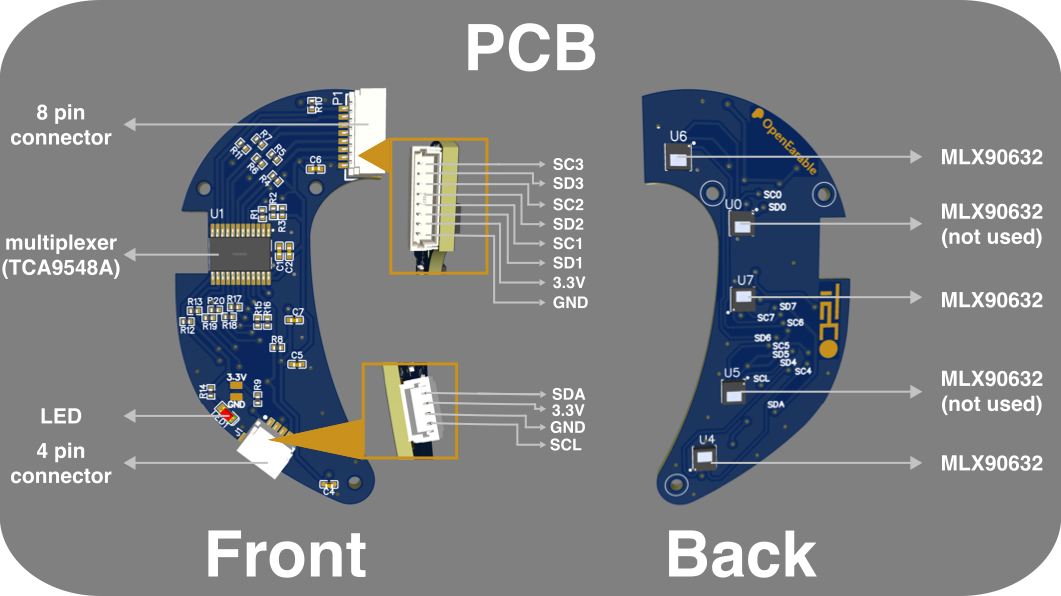 PCB
8 pin
connector
multiplexer
(TCA9548A)
LED
4 pin
connector
P1
R10
R7
R11
R5
R6
R4
C6
U1
R1
R2
R3
C1
C2
R13
P20
R17
R12
R19
R18
R15
R16
C7
R8
C5
R14
3.3V
GND
R9
C4
SC3
SD3
SC2
SD2
SC1
SD1
3.3V
GND
SDA
3.3V
GND
SCL
OpenEarable
U6
U0
SC0
SD0
U7
SD7
SC7
SC6
SD6
SC5
SD5
SD4
SC4
U5
SCL
SDA
U4
TECO
MLX90632
MLX90632
(not used)
MLX90632
MLX90632
(not used)
MLX90632
Front
Back